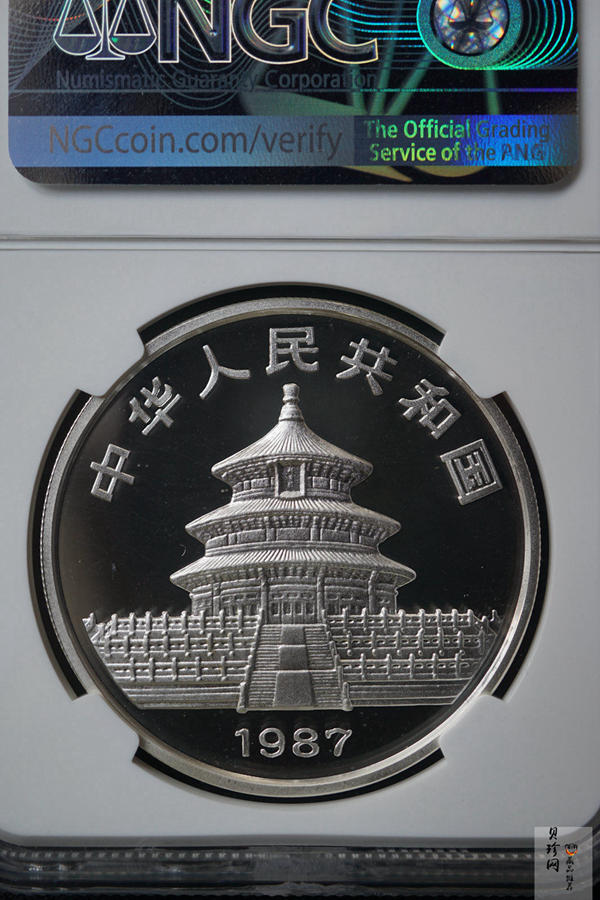 NGC
Numismatic Guaranty Corporation
NGCcoin.com/verify
The Official Grading
Service of the ANG
中华人民共和国
1987
贝珍网